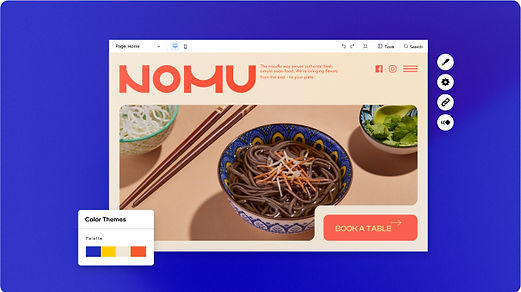 Page: Home
Tools
Search
NOMU
The noodle way serves authentic fresh
simple asian food. We're bringing flavors
from the east - to your plate.
BOOK A TABLE
Color Themes
Palette